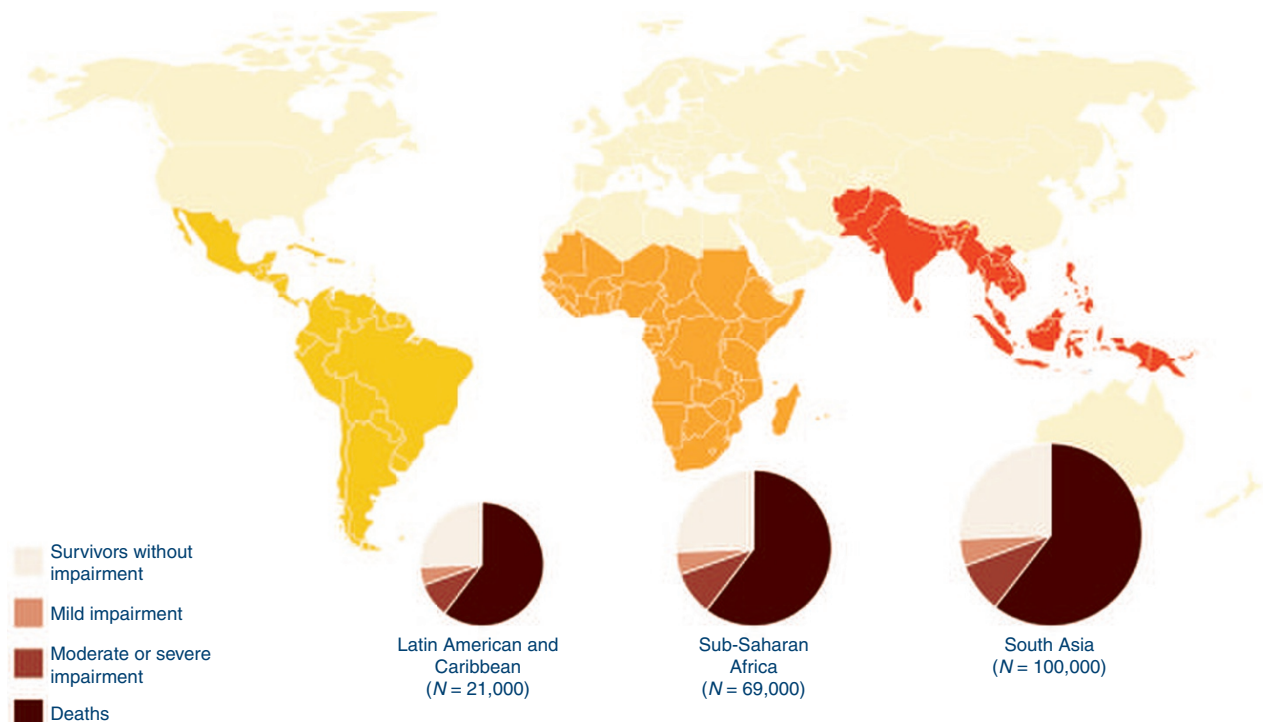 Survivors without
impairment
Mild impairment
Moderate or severe
impairment
Deaths
Latin American and
Caribbean
(N = 21,000)
Sub-Saharan
Africa
(N = 69,000)
South Asia
(N = 100,000)